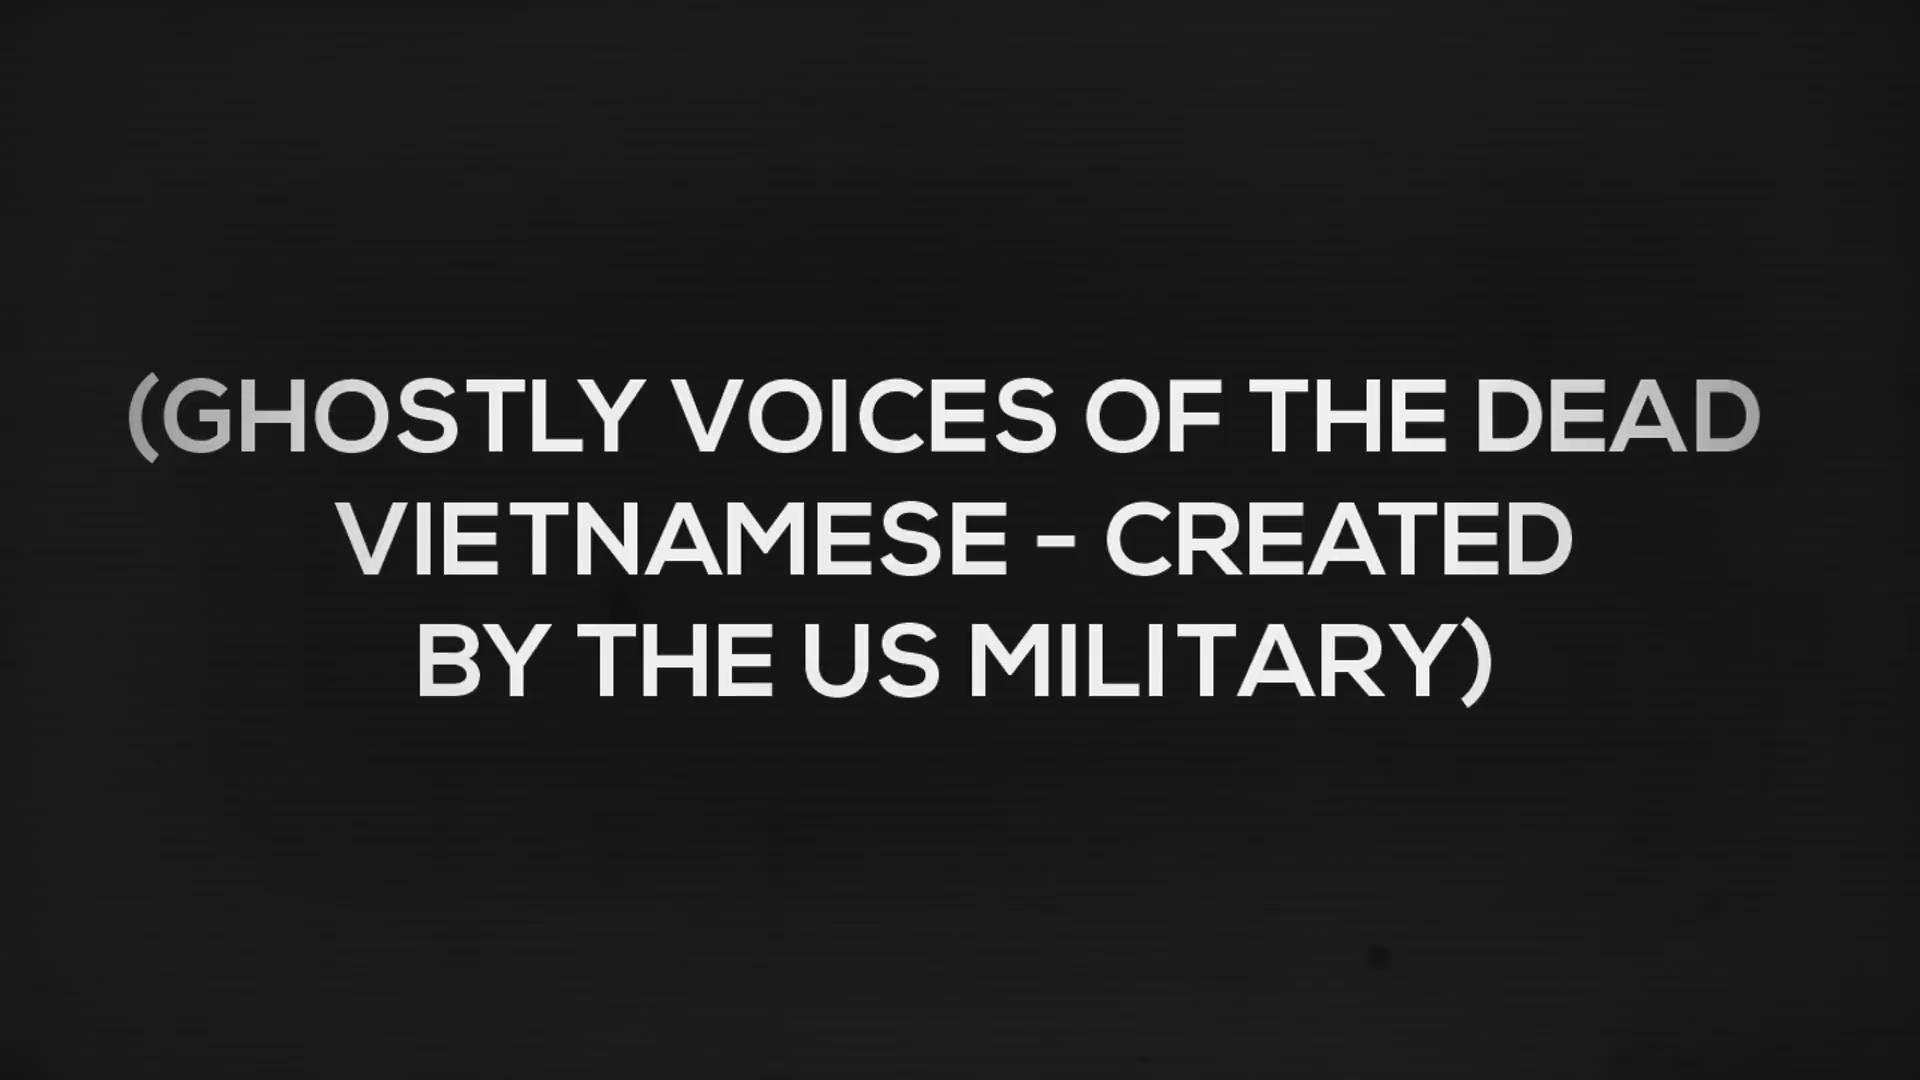 (GHOSTLY VOICES OF THE DEAD
VIETNAMESE - CREATED
BY THE US MILITARY)